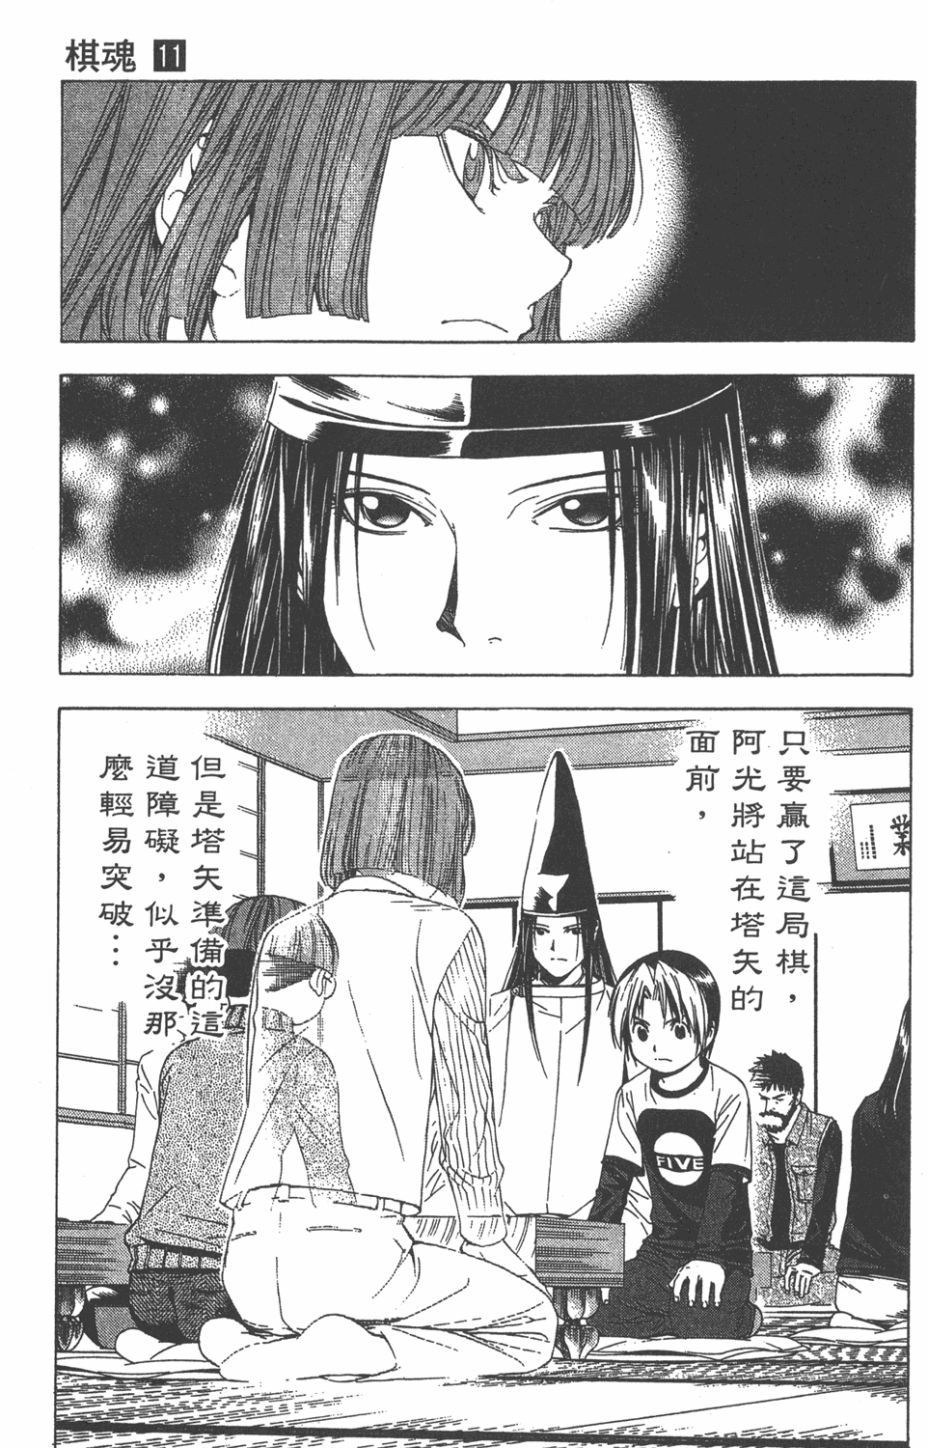 棋魂 11
只要贏了這局棋，
阿光將站在塔矢的
面前，
但是塔矢準備的這
道障礙，似乎沒那
麼輕易突破…
FIVE